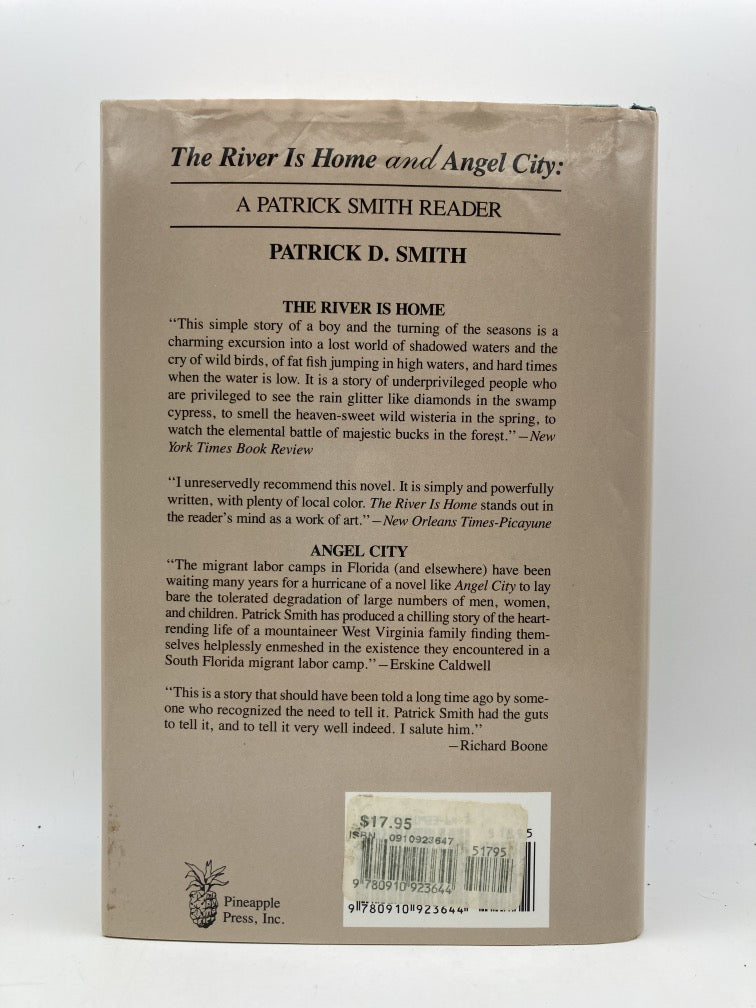 The River Is Home and Angel City:
A PATRICK SMITH READER
PATRICK D. SMITH
THE RIVER IS HOME
“This simple story of a boy and the turning of the seasons is a
charming excursion into a lost world of shadowed waters and the
cry of wild birds, of fat fish jumping in high waters, and hard times
when the water is low. It is a story of underprivileged people who
are privileged to see the rain glitter like diamonds in the swamp
cypress, to smell the heaven-sweet wild wisteria in the spring, to
watch the elemental battle of majestic bucks in the forest.”—New
York Times Book Review
“I unreservedly recommend this novel. It is simply and powerfully
written, with plenty of local color. The River Is Home stands out in
the reader's mind as a work of art.”—New Orleans Times-Picayune
ANGEL CITY
“The migrant labor camps in Florida (and elsewhere) have been
waiting many years for a hurricane of a novel like Angel City to lay
bare the tolerated degradation of large numbers of men, women,
and children. Patrick Smith has produced a chilling story of the heart-
rending life of a mountaineer West Virginia family finding them-
selves helplessly enmeshed in the existence they encountered in a
South Florida migrant labor camp.”—Erskine Caldwell
“This is a story that should have been told a long time ago by some-
one who recognized the need to tell it. Patrick Smith had the guts
to tell it, and to tell it very well indeed. I salute him.”
—Richard Boone
$17.95
ISBN 0910923647
51795
9 780910 923644
9 780910 923644
Pineapple
Press, Inc.